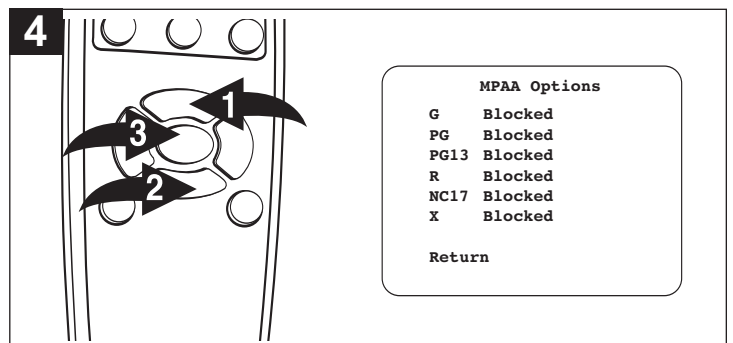 4
1
3
2
MPAA Options
G Blocked
PG Blocked
PG13 Blocked
R Blocked
NC17 Blocked
X Blocked
Return